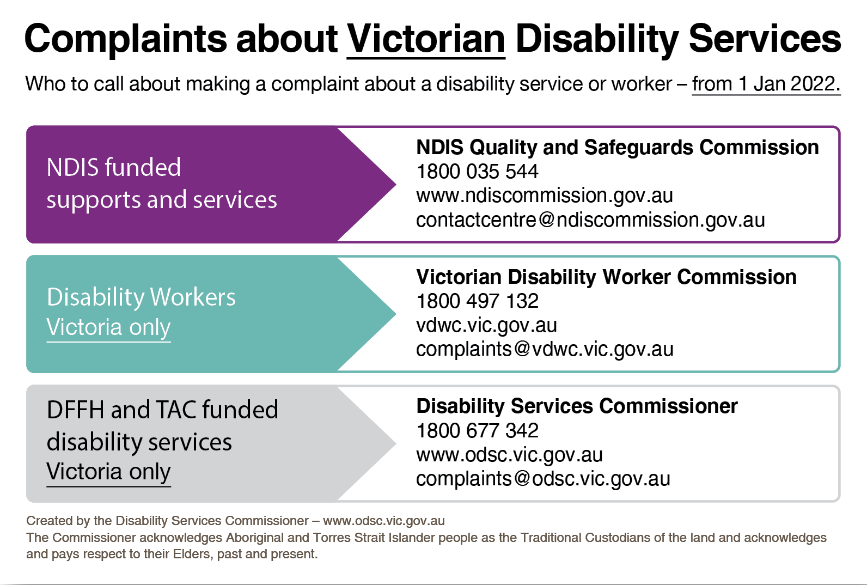 Complaints about Victorian Disability Services
Who to call about making a complaint about a disability service or worker – from 1 Jan 2022.
NDIS funded
supports and services
NDIS Quality and Safeguards Commission
1800 035 544
www.ndiscommission.gov.au
contactcentre@ndiscommission.gov.au
Disability Workers
Victoria only
Victorian Disability Worker Commission
1800 497 132
vdwc.vic.gov.au
complaints@vdwc.vic.gov.au
DFFH and TAC funded
disability services
Victoria only
Disability Services Commissioner
1800 677 342
www.odsc.vic.gov.au
complaints@odsc.vic.gov.au
Created by the Disability Services Commissioner – www.odsc.vic.gov.au
The Commissioner acknowledges Aboriginal and Torres Strait Islander people as the Traditional Custodians of the land and acknowledges
and pays respect to their Elders, past and present.